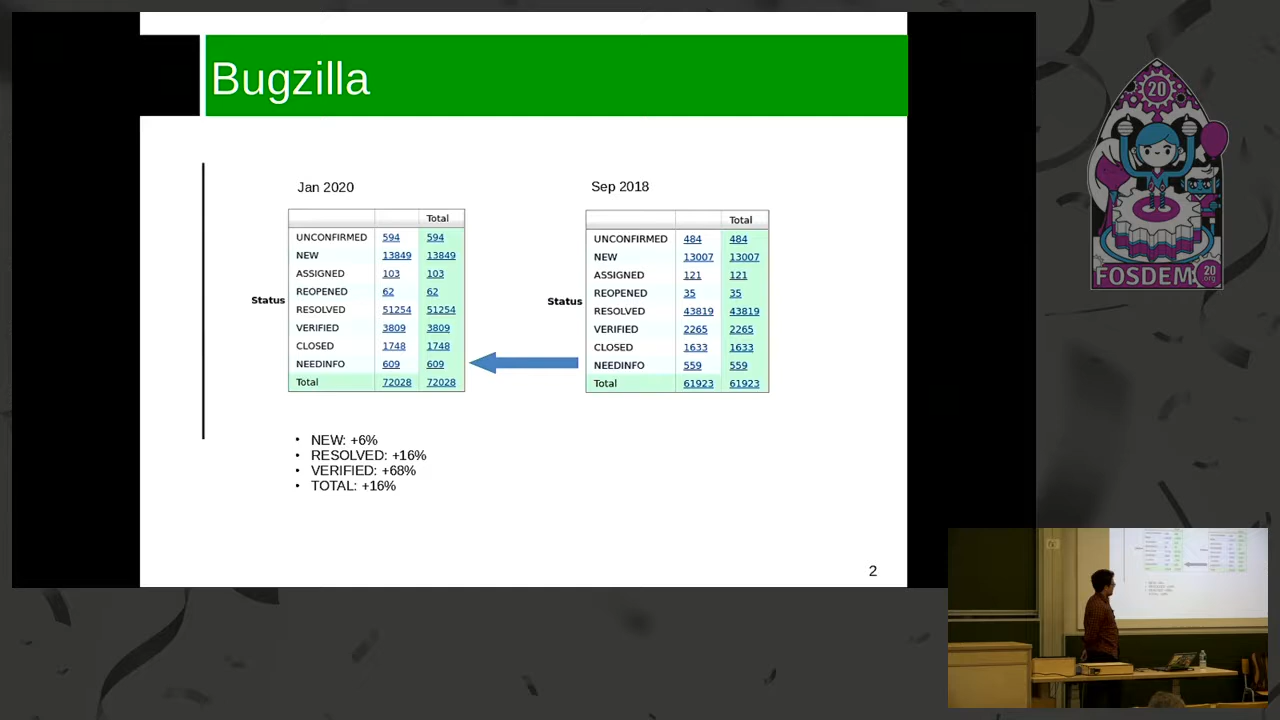 Bugzilla
Jan 2020
Total
UNCONFIRMED 594 594
NEW 13849 13849
ASSIGNED 103 103
REOPENED 62 62
Status
RESOLVED 51254 51254
VERIFIED 3809 3809
CLOSED 1748 1748
NEEDINFO 609 609
Total 72028 72028
Sep 2018
Total
UNCONFIRMED 484 484
NEW 13007 13007
ASSIGNED 121 121
REOPENED 35 35
Status
RESOLVED 43819 43819
VERIFIED 2265 2265
CLOSED 1633 1633
NEEDINFO 559 559
Total 61923 61923
• NEW: +6%
• RESOLVED: +16%
• VERIFIED: +68%
• TOTAL: +16%
2
20
FOSDEM 20
.org